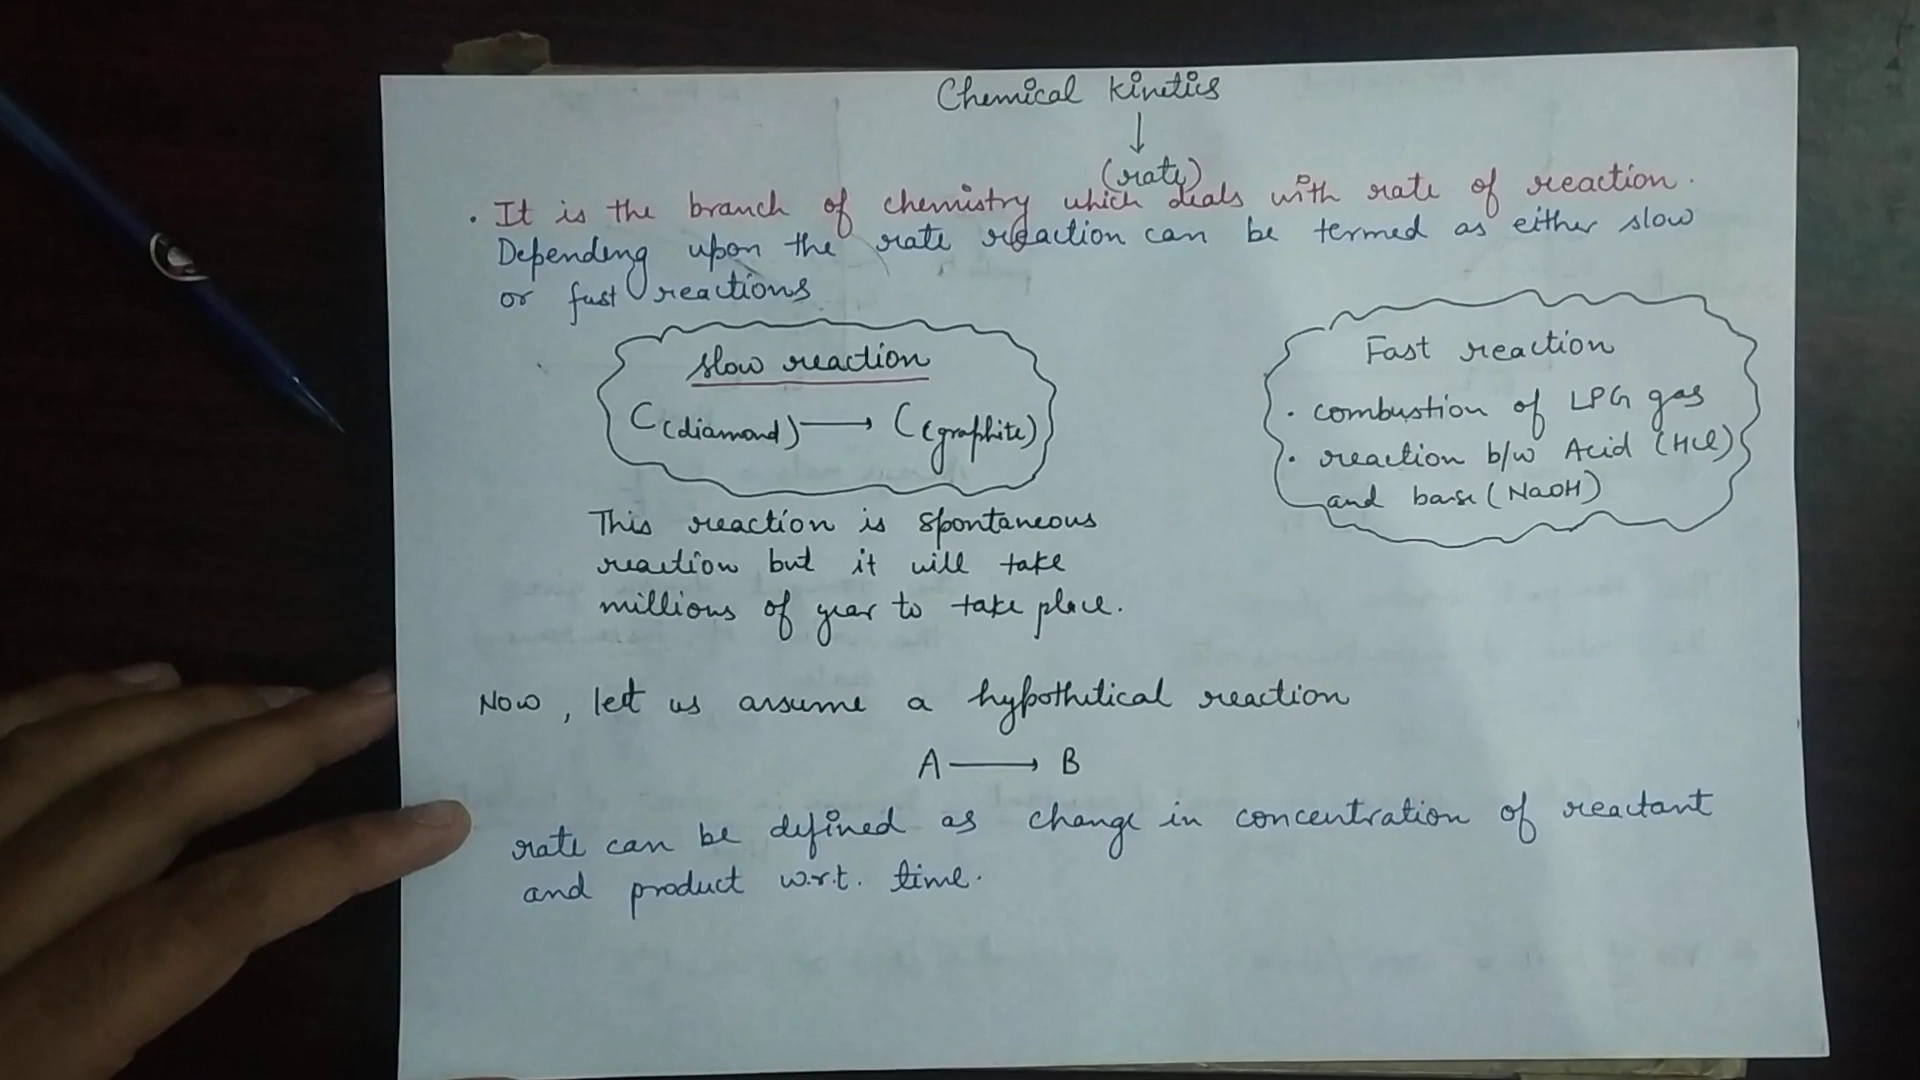 Chemical kinetics
(rate)
. It is the branch of chemistry which deals with rate of reaction.
Depending upon the rate reaction can be termed as either slow
or fast reactions
slow reaction
C(diamond) → C(graphite)
This reaction is spontaneous
reaction but it will take
millions of year to take place.
Fast reaction
. combustion of LPG gas
. reaction b/w Acid (HCl)
and base (NaOH)
Now, let us assume a hypothitical reaction
A → B
rate can be defined as change in concentration of reactant
and product w.r.t. time.